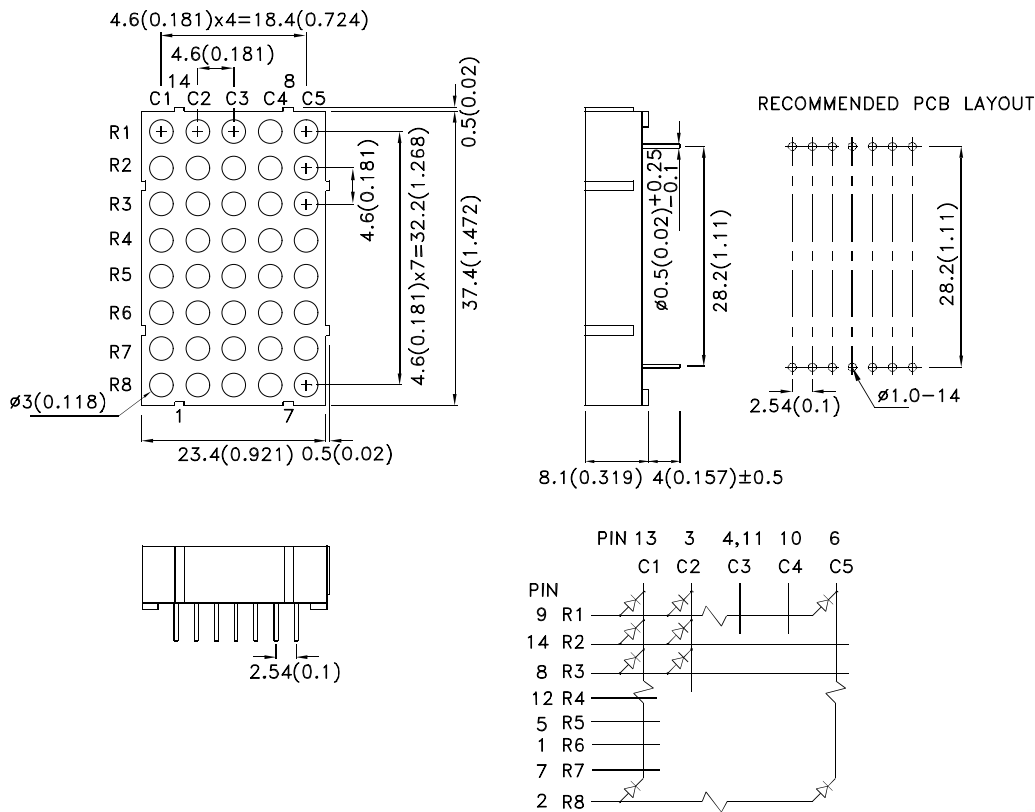 4.6(0.181)x4=18.4(0.724)
4.6(0.181)
14 8
C1 C2 C3 C4 C5
R1
R2
R3
R4
R5
R6
R7
R8
ø3(0.118)
1 7
23.4(0.921) 0.5(0.02)
4.6(0.181)
4.6(0.181)x7=32.2(1.268)
37.4(1.472)
0.5(0.02)
ø0.5(0.02)+0.25
-0.1
28.2(1.11)
8.1(0.319) 4(0.157)±0.5
RECOMMENDED PCB LAYOUT
28.2(1.11)
2.54(0.1)
ø1.0-14
2.54(0.1)
PIN 13 3 4,11 10 6
C1 C2 C3 C4 C5
PIN
9 R1
14 R2
8 R3
12 R4
5 R5
1 R6
7 R7
2 R8